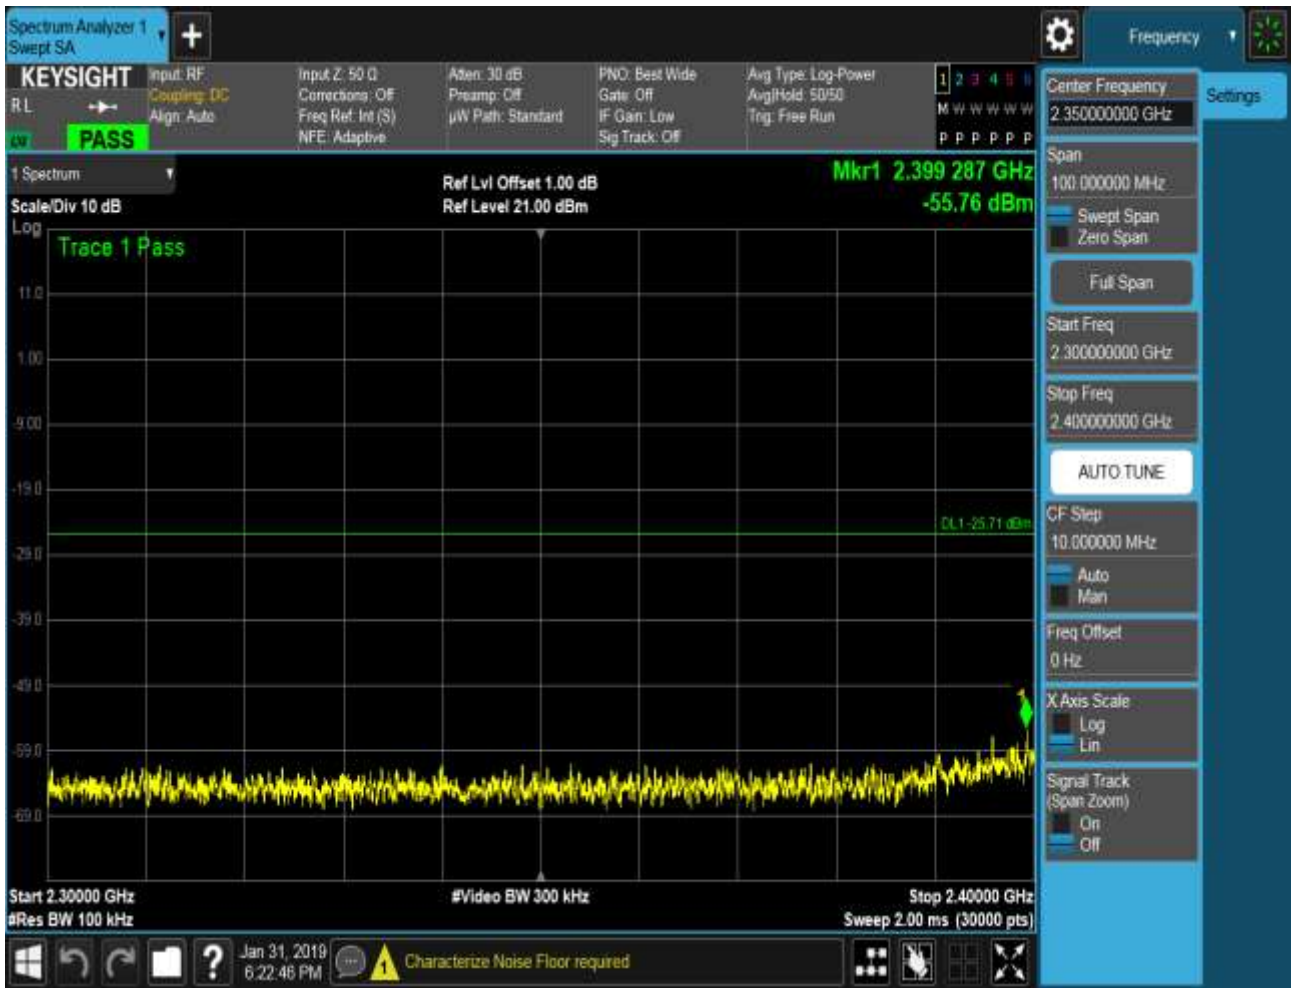 Spectrum Analyzer 1
Swept SA
+
Frequency
KEYSIGHT
R L
PASS
Input: RF
Coupling: DC
Align: Auto
Input Z: 50 Ω
Corrections: Off
Freq Ref: Int (S)
NFE: Adaptive
Atten: 30 dB
Preamp: Off
µW Path: Standard
PNO: Best Wide
Gate: Off
IF Gain: Low
Sig Track: Off
Avg Type: Log-Power
Avg|Hold: 50/50
Trig: Free Run
1 2 3 4 5 6
M W W W W W
P P P P P P
1 Spectrum
Scale/Div 10 dB
Ref Lvl Offset 1.00 dB
Ref Level 21.00 dBm
Mkr1 2.399 287 GHz
-55.76 dBm
Log
Trace 1 Pass
11.0
1.00
-9.00
-19.0
DL1 -25.71 dBm
-29.0
-39.0
-49.0
1
-59.0
-69.0
Start 2.30000 GHz
#Video BW 300 kHz
Stop 2.40000 GHz
#Res BW 100 kHz
Sweep 2.00 ms (30000 pts)
Center Frequency
2.350000000 GHz
Settings
Span
100.000000 MHz
Swept Span
Zero Span
Full Span
Start Freq
2.300000000 GHz
Stop Freq
2.400000000 GHz
AUTO TUNE
CF Step
10.000000 MHz
Auto
Man
Freq Offset
0 Hz
X Axis Scale
Log
Lin
Signal Track
(Span Zoom)
On
Off
?
Jan 31, 2019
6:22:46 PM
1
Characterize Noise Floor required